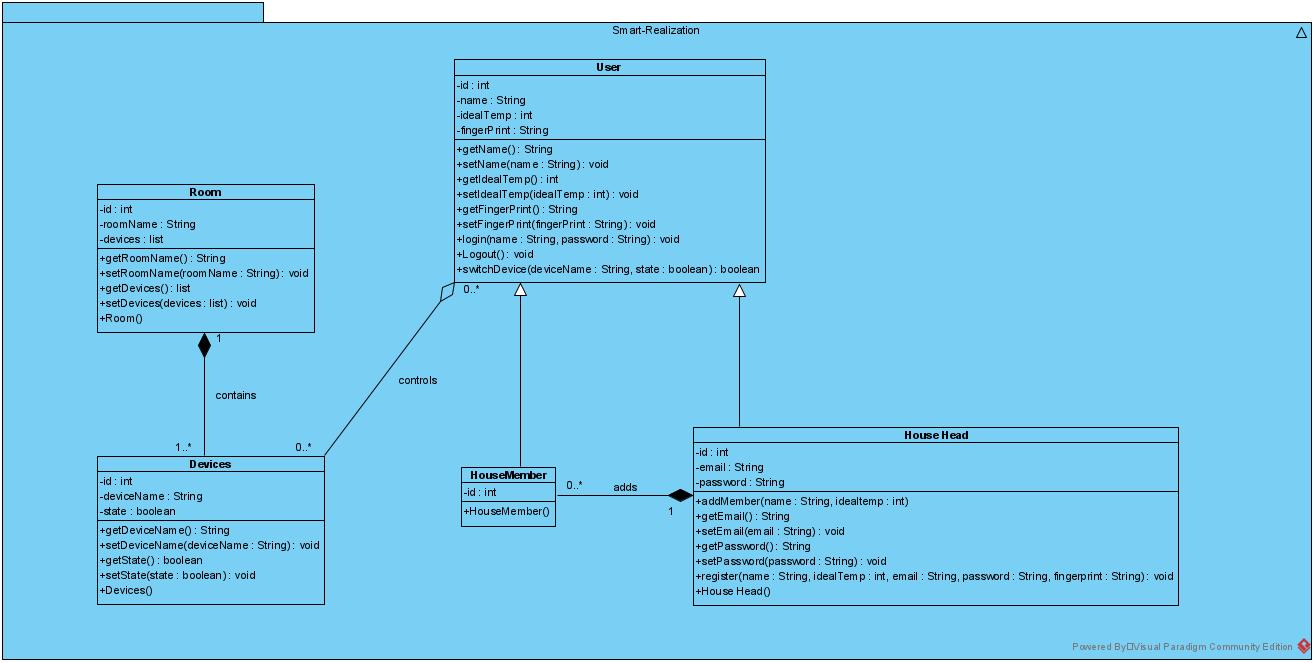 Smart-Realization
User
-id : int
-name : String
-idealTemp : int
-fingerPrint : String
+getName() : String
+setName(name : String) : void
+getIdealTemp() : int
+setIdealTemp(idealTemp : int) : void
+getFingerPrint() : String
+setFingerPrint(fingerPrint : String) : void
+login(name : String, password : String) : void
+Logout() : void
+switchDevice(deviceName : String, state : boolean) : boolean
0..*
Room
-id : int
-roomName : String
-devices : list
+getRoomName() : String
+setRoomName(roomName : String) : void
+getDevices() : list
+setDevices(devices : list) : void
+Room()
1
contains
controls
1..*
0..*
Devices
-id : int
-deviceName : String
-state : boolean
+getDeviceName() : String
+setDeviceName(deviceName : String) : void
+getState() : boolean
+setState(state : boolean) : void
+Devices()
HouseMember
-id : int
+HouseMember()
0..*
adds
1
House Head
-id : int
-email : String
-password : String
+addMember(name : String, idealtemp : int)
+getEmail() : String
+setEmail(email : String) : void
+getPassword() : String
+setPassword(password : String) : void
+register(name : String, idealTemp : int, email : String, password : String, fingerprint : String) : void
+House Head()
Powered By Visual Paradigm Community Edition